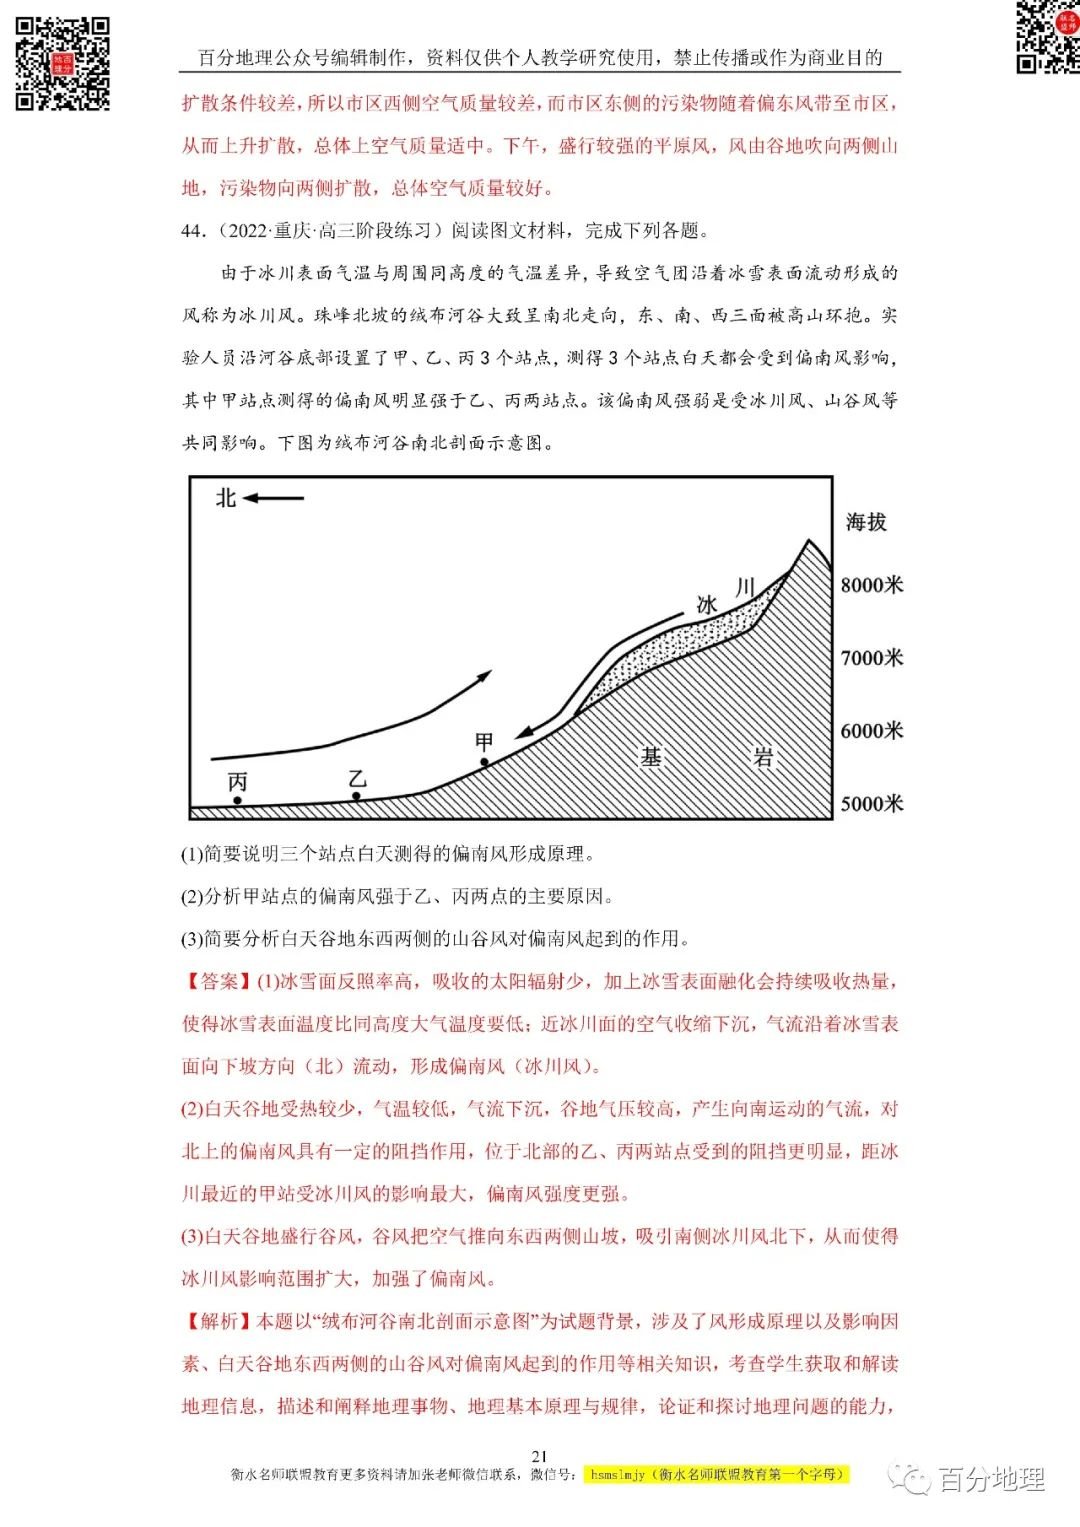 百分地理公众号编辑制作，资料仅供个人教学研究使用，禁止传播或作为商业目的
扩散条件较差，所以市区西侧空气质量较差，而市区东侧的污染物随着偏东风带至市区，
从而上升扩散，总体上空气质量适中。下午，盛行较强的平原风，风由谷地吹向两侧山
地，污染物向两侧扩散，总体空气质量较好。
44．（2022·重庆·高三阶段练习）阅读图文材料，完成下列各题。
由于冰川表面气温与周围同高度的气温差异，导致空气团沿着冰雪表面流动形成的
风称为冰川风。珠峰北坡的绒布河谷大致呈南北走向，东、南、西三面被高山环抱。实
验人员沿河谷底部设置了甲、乙、丙 3 个站点，测得 3 个站点白天都会受到偏南风影响，
其中甲站点测得的偏南风明显强于乙、丙两站点。该偏南风强弱是受冰川风、山谷风等
共同影响。下图为绒布河谷南北剖面示意图。
北
海拔
8000米
冰川
7000米
6000米
甲
基岩
丙
乙
5000米
(1)简要说明三个站点白天测得的偏南风形成原理。
(2)分析甲站点的偏南风强于乙、丙两点的主要原因。
(3)简要分析白天谷地东西两侧的山谷风对偏南风起到的作用。
【答案】(1)冰雪面反照率高，吸收的太阳辐射少，加上冰雪表面融化会持续吸收热量，
使得冰雪表面温度比同高度大气温度要低；近冰川面的空气收缩下沉，气流沿着冰雪表
面向下坡方向（北）流动，形成偏南风（冰川风）。
(2)白天谷地受热较少，气温较低，气流下沉，谷地气压较高，产生向南运动的气流，对
北上的偏南风具有一定的阻挡作用，位于北部的乙、丙两站点受到的阻挡更明显，距冰
川最近的甲站受冰川风的影响最大，偏南风强度更强。
(3)白天谷地盛行谷风，谷风把空气推向东西两侧山坡，吸引南侧冰川风北下，从而使得
冰川风影响范围扩大，加强了偏南风。
【解析】本题以“绒布河谷南北剖面示意图”为试题背景，涉及了风形成原理以及影响因
素、白天谷地东西两侧的山谷风对偏南风起到的作用等相关知识，考查学生获取和解读
地理信息，描述和阐释地理事物、地理基本原理与规律，论证和探讨地理问题的能力，
21
衡水名师联盟教育更多资料请加张老师微信联系，微信号： hsmslmjy（衡水名师联盟教育第一个字母）
百分地理